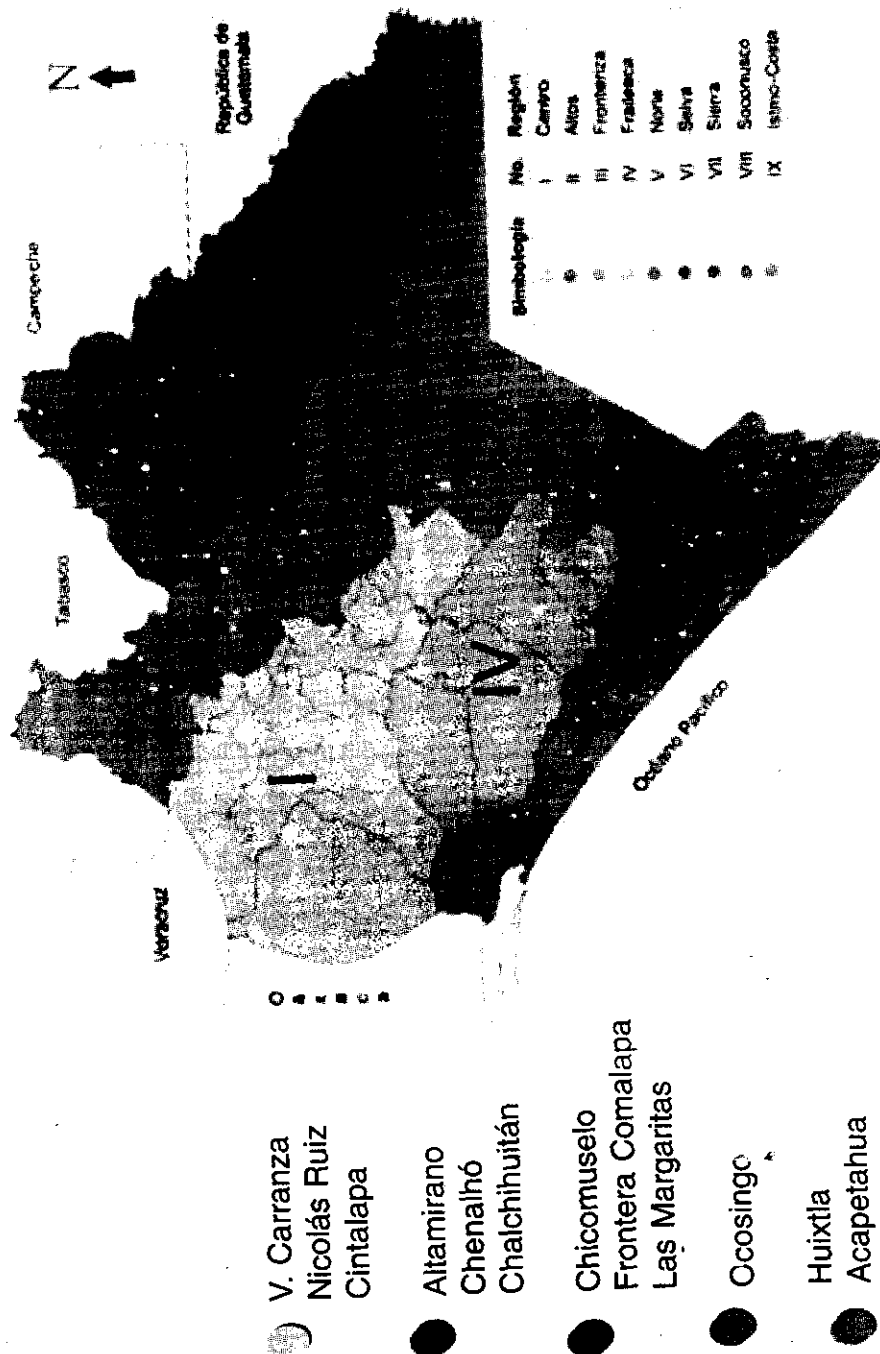 N
Campeche
Tabasco
Veracruz
República de
Guatemala
O
a
x
a
c
a
I
IV
Océano Pacífico
Simbología No. Región
I Centro
II Altos
III Fronteriza
IV Frailesca
V Norte
VI Selva
VII Sierra
VIII Soconusco
IX Istmo-Costa
V. Carranza
Nicolás Ruiz
Cintalapa
Altamirano
Chenalhó
Chalchihuitán
Chicomuselo
Frontera Comalapa
Las Margaritas
Ocosingo
Huixtla
Acapetahua